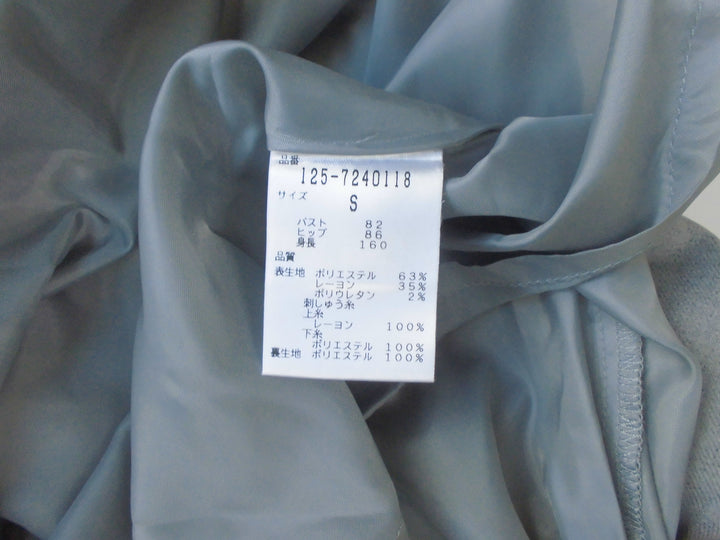 品番
125-7240118
サイズ
S
バスト 82
ヒップ 86
身長 160
品質
表生地 ポリエステル 63%
レーヨン 35%
ポリウレタン 2%
刺しゅう糸
上糸
レーヨン 100%
下糸
ポリエステル 100%
裏生地 ポリエステル 100%